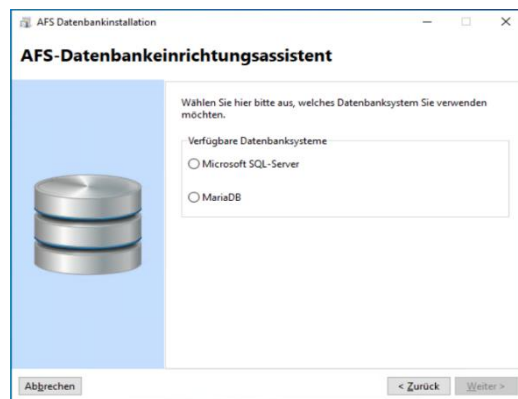 AFS Datenbankinstallation
AFS-Datenbankeinrichtungsassistent
Wählen Sie hier bitte aus, welches Datenbanksystem Sie verwenden
möchten.
Verfügbare Datenbanksysteme
Microsoft SQL-Server
MariaDB
Abbrechen
< Zurück
Weiter >